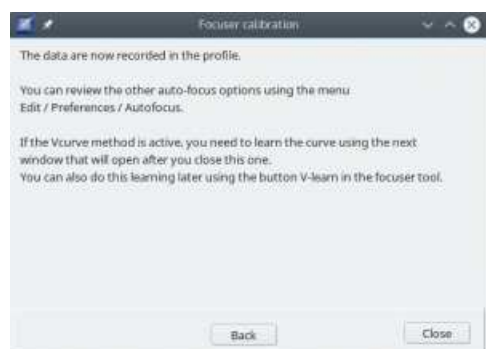 Focuser calibration
The data are now recorded in the profile.
You can review the other auto-focus options using the menu
Edit / Preferences / Autofocus.
If the Vcurve method is active, you need to learn the curve using the next
window that will open after you close this one.
You can also do this learning later using the button V-learn in the focuser tool.
Back
Close